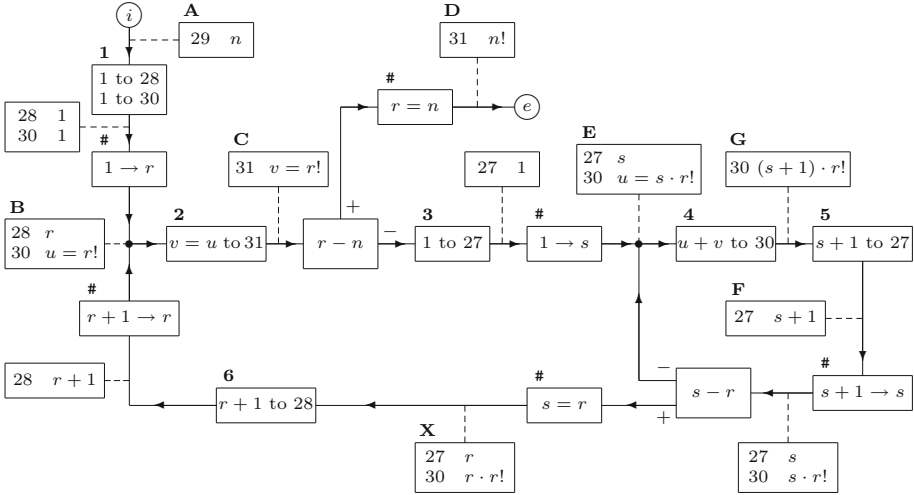 i
A
29 n
1
1 to 28
1 to 30
28 1
30 1
#
1 → r
D
31 n!
#
r = n
e
B
28 r
30 u = r!
2
v = u to 31
C
31 v = r!
r − n
+
−
3
1 to 27
27 1
#
1 → s
E
27 s
30 u = s · r!
4
u + v to 30
G
30 (s + 1) · r!
5
s + 1 to 27
#
r + 1 → r
F
27 s + 1
28 r + 1
6
r + 1 to 28
#
s = r
−
+
s − r
#
s + 1 → s
X
27 r
30 r · r!
27 s
30 s · r!